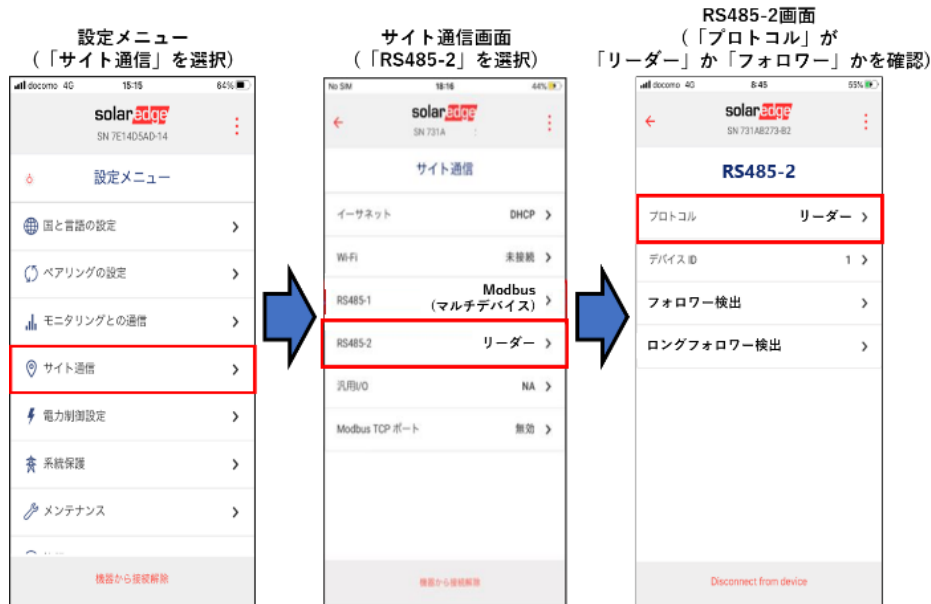 設定メニュー
(「サイト通信」を選択)
docomo 4G 15:15 64%
solaredge
SN 7E14D5AD-14
設定メニュー
国と言語の設定
ペアリングの設定
モニタリングとの通信
サイト通信
電力制御設定
系統保護
メンテナンス
機器から接続解除
サイト通信画面
(「RS485-2」を選択)
No SIM 18:16 44%
solaredge
SN 731A
サイト通信
イーサネット DHCP
Wi-Fi 未接続
RS485-1 Modbus
(マルチデバイス)
RS485-2 リーダー
汎用I/O NA
Modbus TCP ポート 無効
機器から接続解除
RS485-2画面
(「プロトコル」が
「リーダー」か「フォロワー」かを確認)
docomo 4G 8:45 55%
solaredge
SN 731AB273-B2
RS485-2
プロトコル リーダー
デバイス ID 1
フォロワー検出
ロングフォロワー検出
Disconnect from device